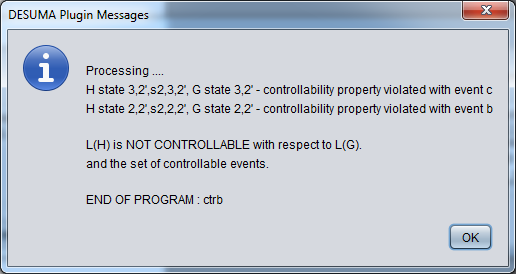 DESUMA Plugin Messages
Processing ....
H state 3,2',s2,3,2', G state 3,2' - controllability property violated with event c
H state 2,2',s2,2,2', G state 2,2' - controllability property violated with event b
L(H) is NOT CONTROLLABLE with respect to L(G).
and the set of controllable events.
END OF PROGRAM : ctrb
OK